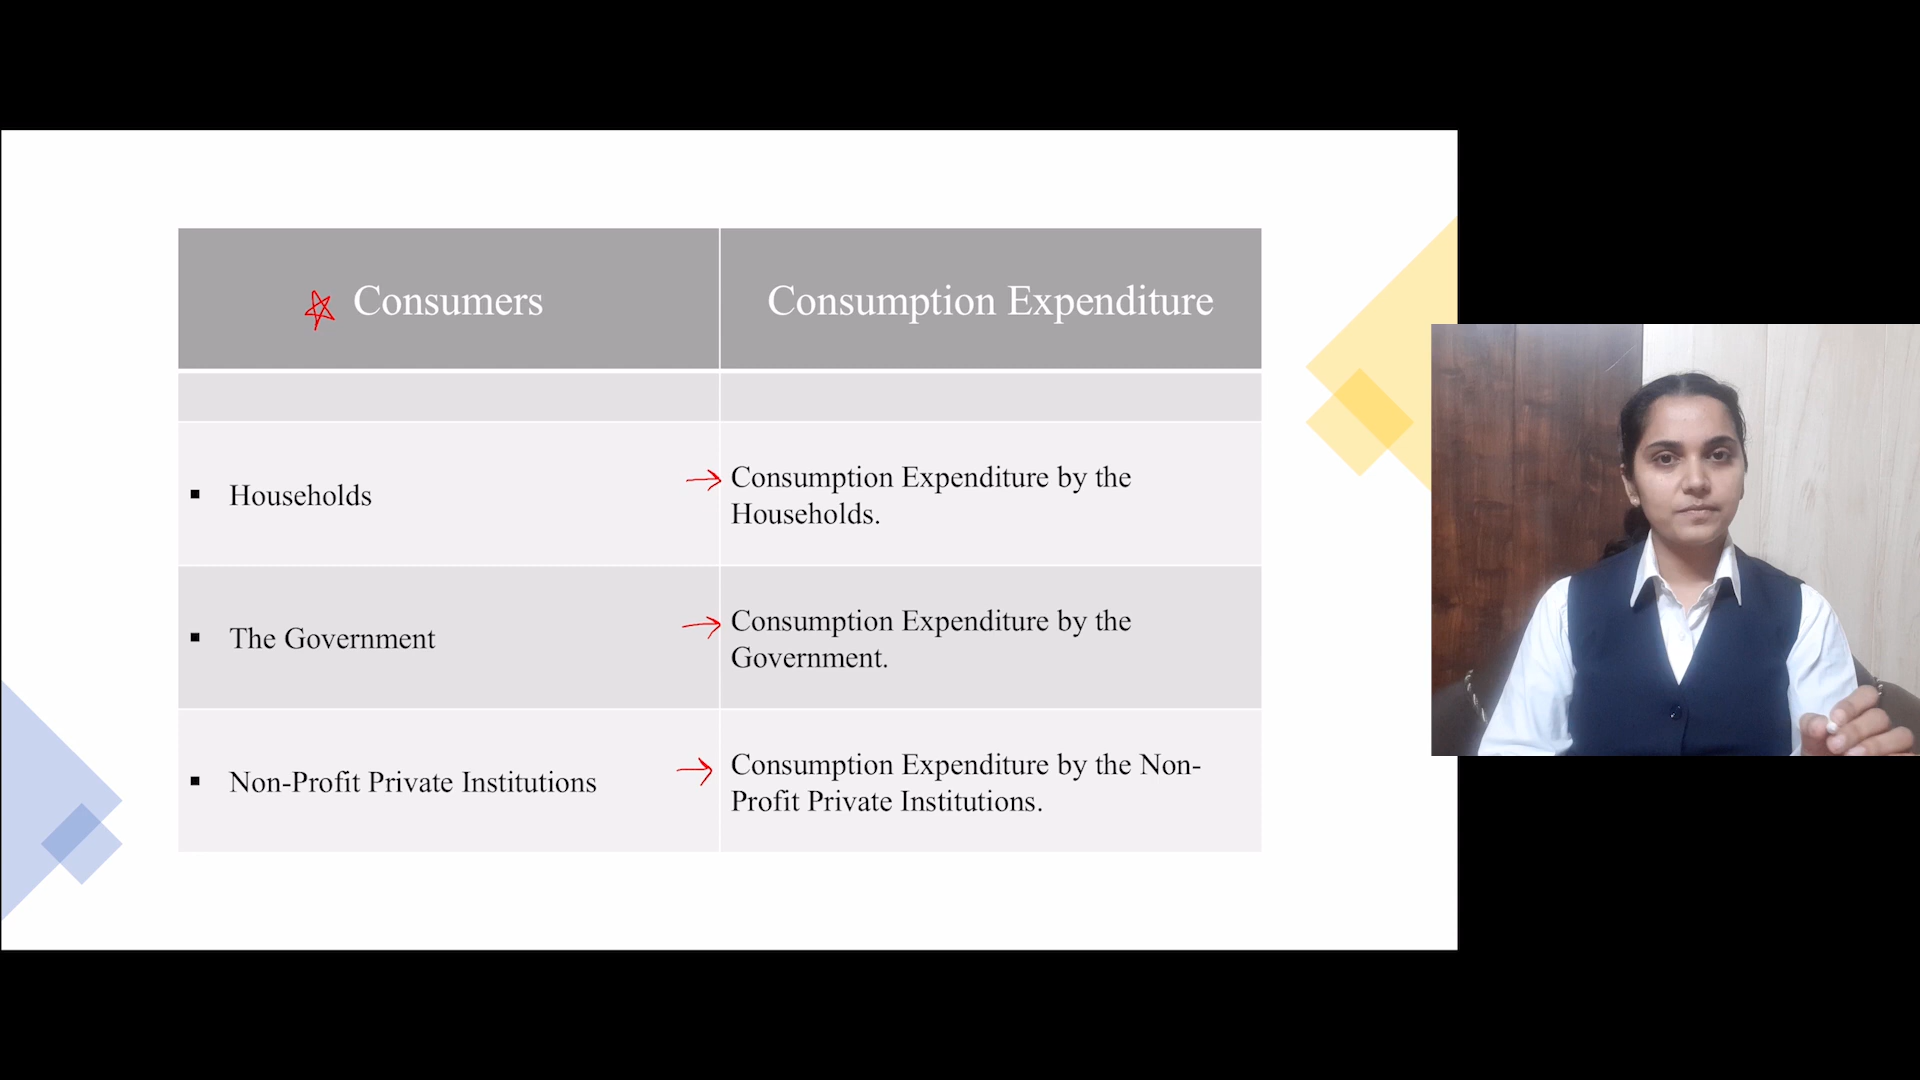 Consumers
Consumption Expenditure
▪ Households
Consumption Expenditure by the
Households.
▪ The Government
Consumption Expenditure by the
Government.
▪ Non-Profit Private Institutions
Consumption Expenditure by the Non-
Profit Private Institutions.